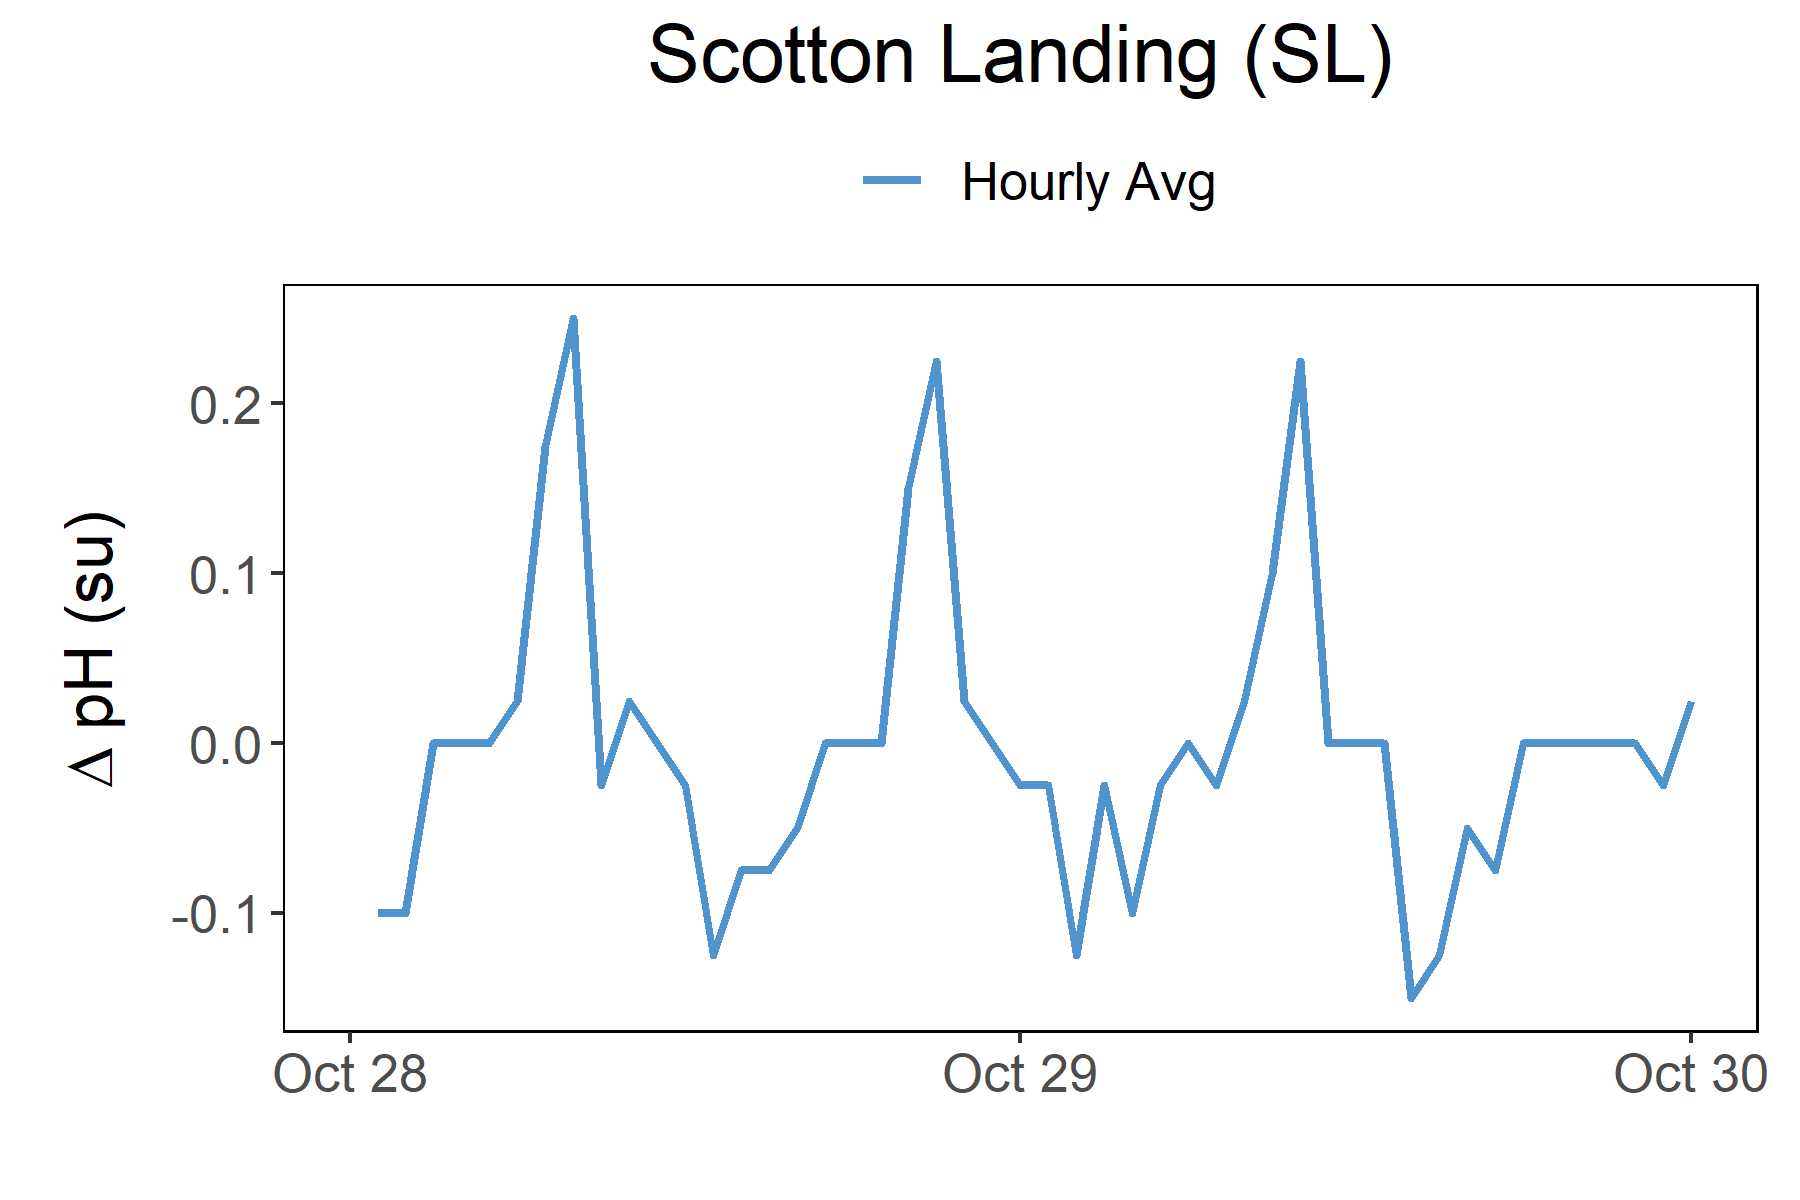 Scotton Landing (SL)
Hourly Avg
Δ pH (su)
0.2
0.1
0.0
-0.1
Oct 28
Oct 29
Oct 30